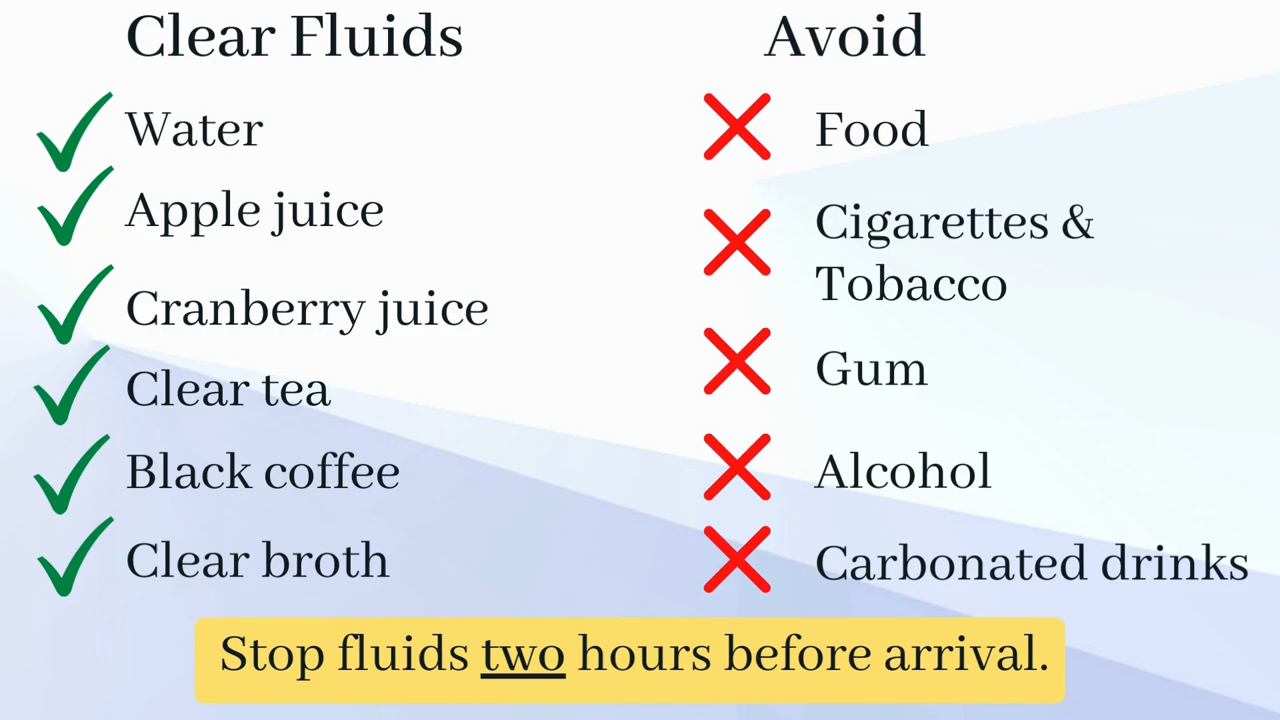 Clear Fluids
Water
Apple juice
Cranberry juice
Clear tea
Black coffee
Clear broth
Avoid
Food
Cigarettes &
Tobacco
Gum
Alcohol
Carbonated drinks
Stop fluids two hours before arrival.